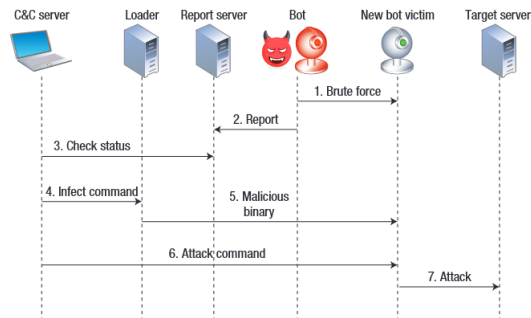 C&C server
Loader
Report server
Bot
New bot victim
Target server
1. Brute force
2. Report
3. Check status
4. Infect command
5. Malicious
binary
6. Attack command
7. Attack